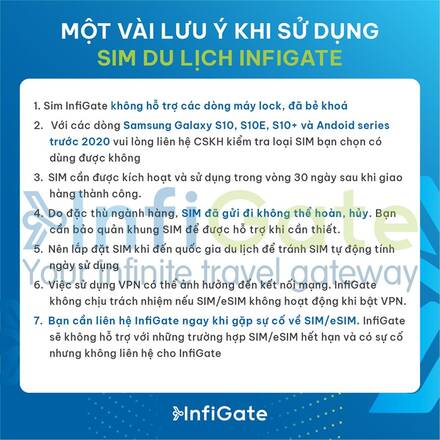 MỘT VÀI LƯU Ý KHI SỬ DỤNG
SIM DU LỊCH INFIGATE
1. Sim InfiGate không hỗ trợ các dòng máy lock, đã bẻ khoá
2. Với các dòng Samsung Galaxy S10, S10E, S10+ và Andoid series
trước 2020 vui lòng liên hệ CSKH kiểm tra loại SIM bạn chọn có
dùng được không
3. SIM cần được kích hoạt và sử dụng trong vòng 30 ngày sau khi giao
hàng thành công.
4. Do đặc thù ngành hàng, SIM đã gửi đi không thể hoàn, hủy. Bạn
cần bảo quản khung SIM để được hỗ trợ khi cần thiết.
5. Nên lắp đặt SIM khi đến quốc gia du lịch để tránh SIM tự động tính
ngày sử dụng
6. Việc sử dụng VPN có thể ảnh hưởng đến kết nối mạng. InfiGate
không chịu trách nhiệm nếu SIM/eSIM không hoạt động khi bật VPN.
7. Bạn cần liên hệ InfiGate ngay khi gặp sự cố về SIM/eSIM. InfiGate
sẽ không hỗ trợ với những trường hợp SIM/eSIM hết hạn và có sự cố
nhưng không liên hệ cho InfiGate
InfiGate
Your infinite travel gateway
InfiGate